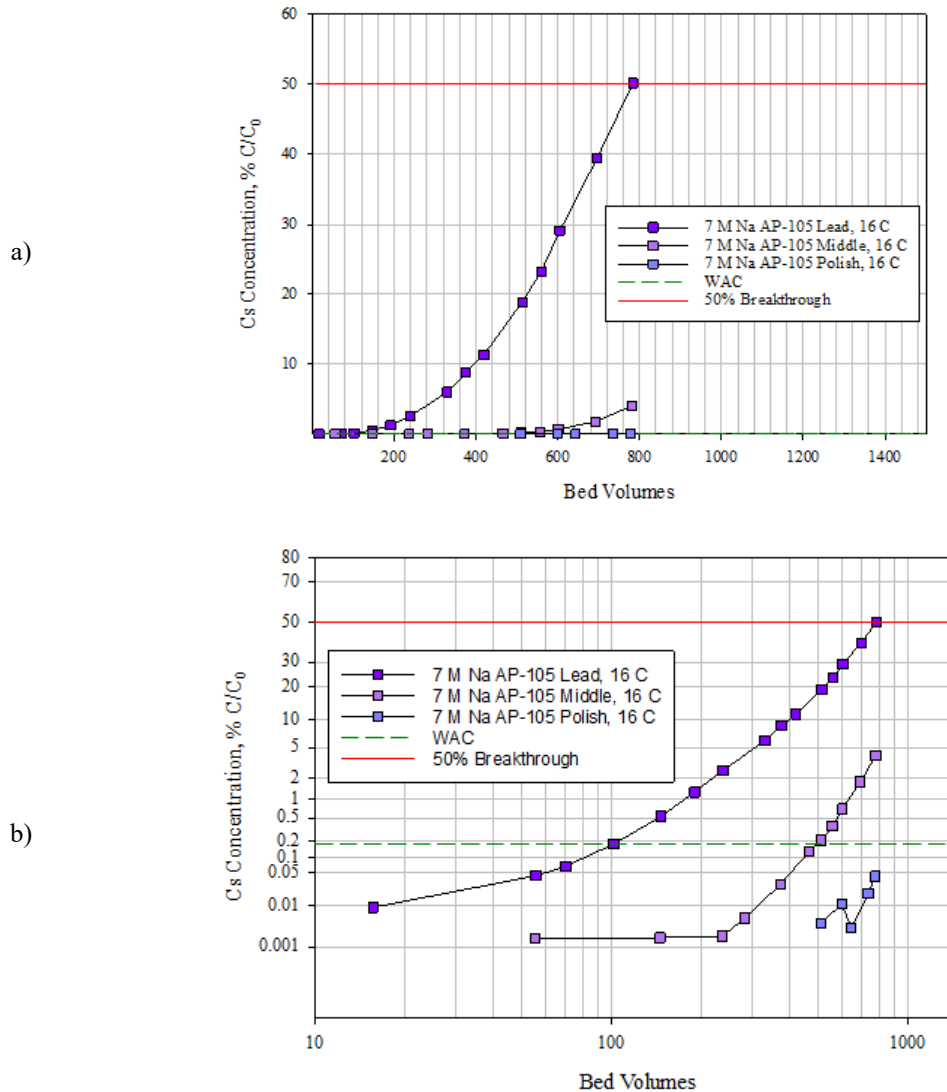 a)
Cs Concentration, % C/C₀
60
50
40
30
20
10
7 M Na AP-105 Lead, 16 C
7 M Na AP-105 Middle, 16 C
7 M Na AP-105 Polish, 16 C
WAC
50% Breakthrough
200 400 600 800 1000 1200 1400
Bed Volumes
b)
Cs Concentration, % C/C₀
80
70
50
30
20
10
5
2
1
0.5
0.2
0.1
0.05
0.01
0.001
7 M Na AP-105 Lead, 16 C
7 M Na AP-105 Middle, 16 C
7 M Na AP-105 Polish, 16 C
WAC
50% Breakthrough
10 100 1000
Bed Volumes